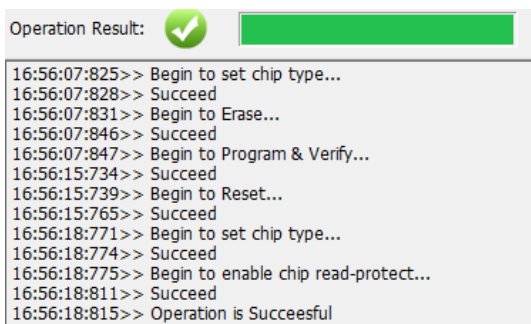 Operation Result:
16:56:07:825>> Begin to set chip type...
16:56:07:828>> Succeed
16:56:07:831>> Begin to Erase...
16:56:07:846>> Succeed
16:56:07:847>> Begin to Program & Verify...
16:56:15:734>> Succeed
16:56:15:739>> Begin to Reset...
16:56:15:765>> Succeed
16:56:18:771>> Begin to set chip type...
16:56:18:774>> Succeed
16:56:18:775>> Begin to enable chip read-protect...
16:56:18:811>> Succeed
16:56:18:815>> Operation is Succeesful